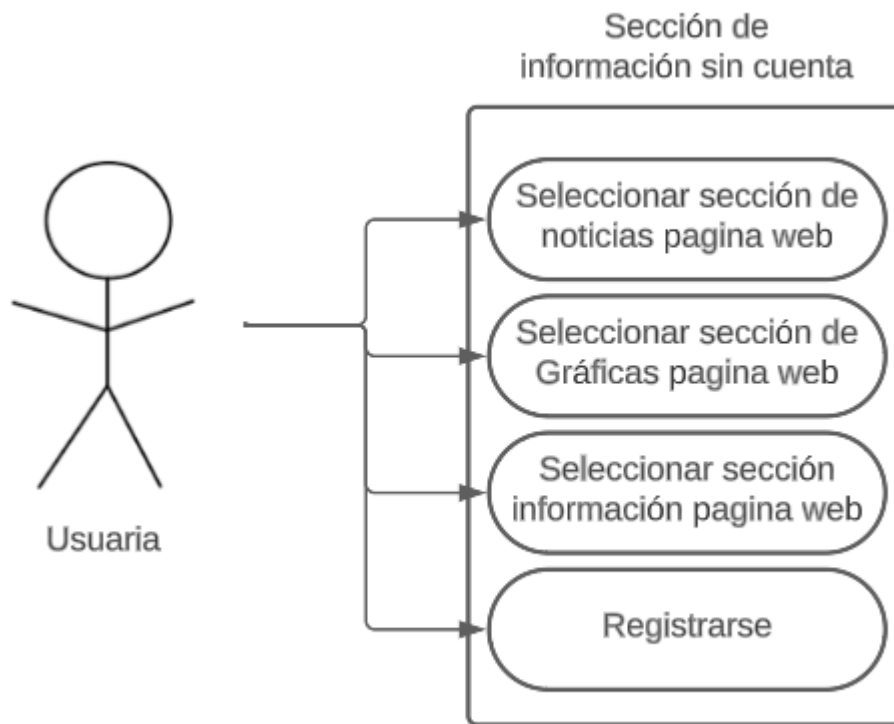 Sección de
información sin cuenta
Seleccionar sección de
noticias pagina web
Seleccionar sección de
Gráficas pagina web
Seleccionar sección
información pagina web
Usuaria
Registrarse